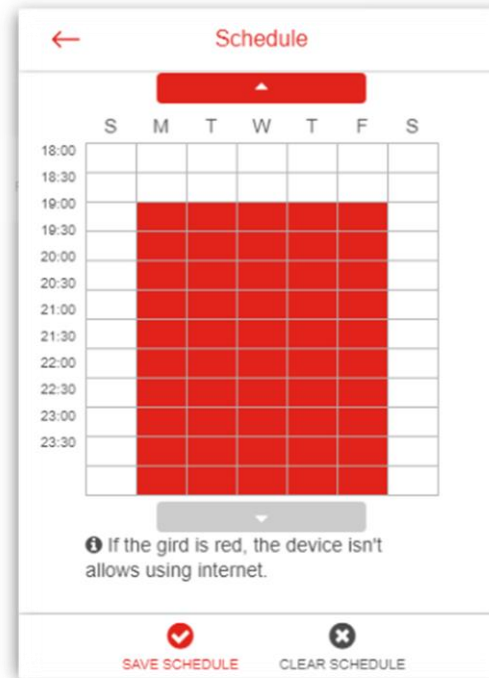 Schedule
S M T W T F S
18:00
18:30
19:00
19:30
20:00
20:30
21:00
21:30
22:00
22:30
23:00
23:30
If the gird is red, the device isn't
allows using internet.
SAVE SCHEDULE CLEAR SCHEDULE